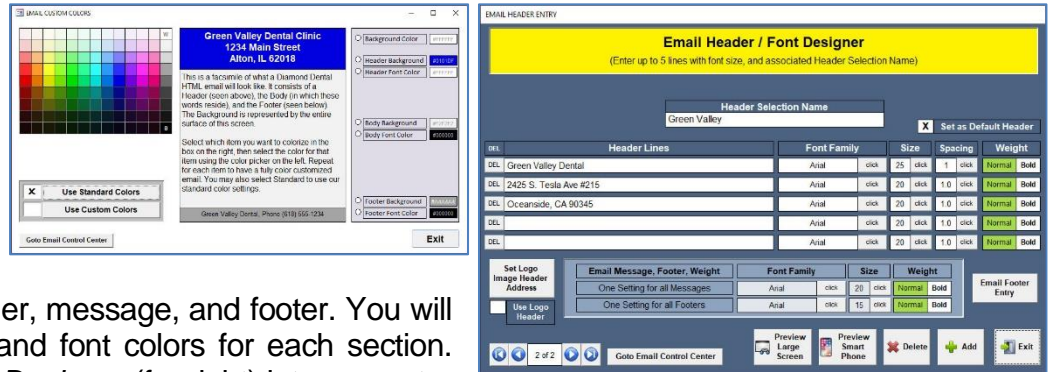 EMAIL CUSTOM COLORS
W
B
X Use Standard Colors
Use Custom Colors
Goto Email Control Center
Green Valley Dental Clinic
1234 Main Street
Alton, IL 62018
This is a facsimile of what a Diamond Dental
HTML email will look like. It consists of a
Header (seen above), the Body (in which these
words reside), and the Footer (seen below).
The Background is represented by the entire
surface of this screen.
Select which item you want to colorize in the
box on the right, then select the color for that
item using the color picker on the left. Repeat
for each item to have a fully color customized
email. You may also select Standard to use our
standard color settings.
Green Valley Dental, Phone (618) 555-1234
Background Color
Header Background
Header Font Color
Body Background
Body Font Color #000000
Footer Background
Footer Font Color #000000
Exit
EMAIL HEADER ENTRY
Email Header / Font Designer
(Enter up to 5 lines with font size, and associated Header Selection Name)
Header Selection Name
Green Valley
X Set as Default Header
DEL Header Lines Font Family Size Spacing Weight
DEL Green Valley Dental Arial click 25 click 1 click Normal Bold
DEL 2425 S. Tesla Ave #215 Arial click 20 click 1.0 click Normal Bold
DEL Oceanside, CA 90345 Arial click 20 click 1.0 click Normal Bold
DEL Arial click 20 click 1.0 click Normal Bold
DEL Arial click 20 click 1.0 click Normal Bold
Set Logo
Image Header
Address
Use Logo
Header
Email Message, Footer, Weight Font Family Size Weight
One Setting for all Messages Arial click 20 click Normal Bold
One Setting for all Footers Arial click 15 click Normal Bold
Email Footer
Entry
2 of 2
Goto Email Control Center
Preview
Large
Screen
Preview
Smart
Phone
Delete
Add
Exit
er, message, and footer. You will
and font colors for each section.